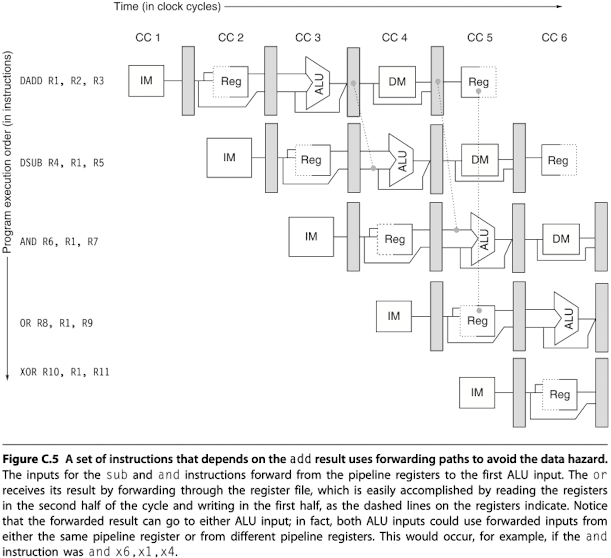 Time (in clock cycles)
CC 1 CC 2 CC 3 CC 4 CC 5 CC 6
Program execution order (in instructions)
DADD R1, R2, R3
IM Reg ALU DM Reg
DSUB R4, R1, R5
IM Reg ALU DM Reg
AND R6, R1, R7
IM Reg ALU DM
OR R8, R1, R9
IM Reg ALU
XOR R10, R1, R11
IM Reg
Figure C.5 A set of instructions that depends on the add result uses forwarding paths to avoid the data hazard.
The inputs for the sub and and instructions forward from the pipeline registers to the first ALU input. The or
receives its result by forwarding through the register file, which is easily accomplished by reading the registers
in the second half of the cycle and writing in the first half, as the dashed lines on the registers indicate. Notice
that the forwarded result can go to either ALU input; in fact, both ALU inputs could use forwarded inputs from
either the same pipeline register or from different pipeline registers. This would occur, for example, if the and
instruction was and x6,x1,x4.